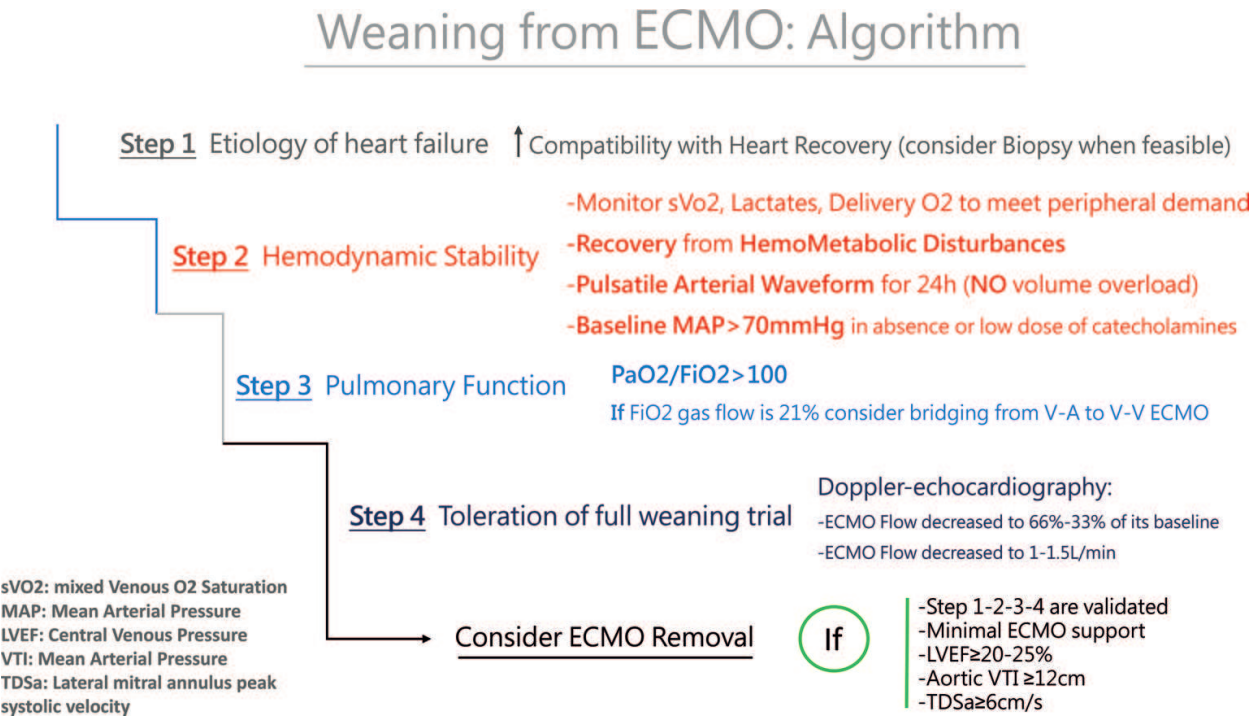 Weaning from ECMO: Algorithm
Step 1 Etiology of heart failure ↑ Compatibility with Heart Recovery (consider Biopsy when feasible)
Step 2 Hemodynamic Stability
-Monitor sVo2, Lactates, Delivery O2 to meet peripheral demand
-Recovery from HemoMetabolic Disturbances
-Pulsatile Arterial Waveform for 24h (NO volume overload)
-Baseline MAP>70mmHg in absence or low dose of catecholamines
Step 3 Pulmonary Function
PaO2/FiO2>100
If FiO2 gas flow is 21% consider bridging from V-A to V-V ECMO
Step 4 Toleration of full weaning trial
Doppler-echocardiography:
-ECMO Flow decreased to 66%-33% of its baseline
-ECMO Flow decreased to 1-1.5L/min
Consider ECMO Removal
If
-Step 1-2-3-4 are validated
-Minimal ECMO support
-LVEF≥20-25%
-Aortic VTI ≥12cm
-TDSa≥6cm/s
sVO2: mixed Venous O2 Saturation
MAP: Mean Arterial Pressure
LVEF: Central Venous Pressure
VTI: Mean Arterial Pressure
TDSa: Lateral mitral annulus peak
systolic velocity